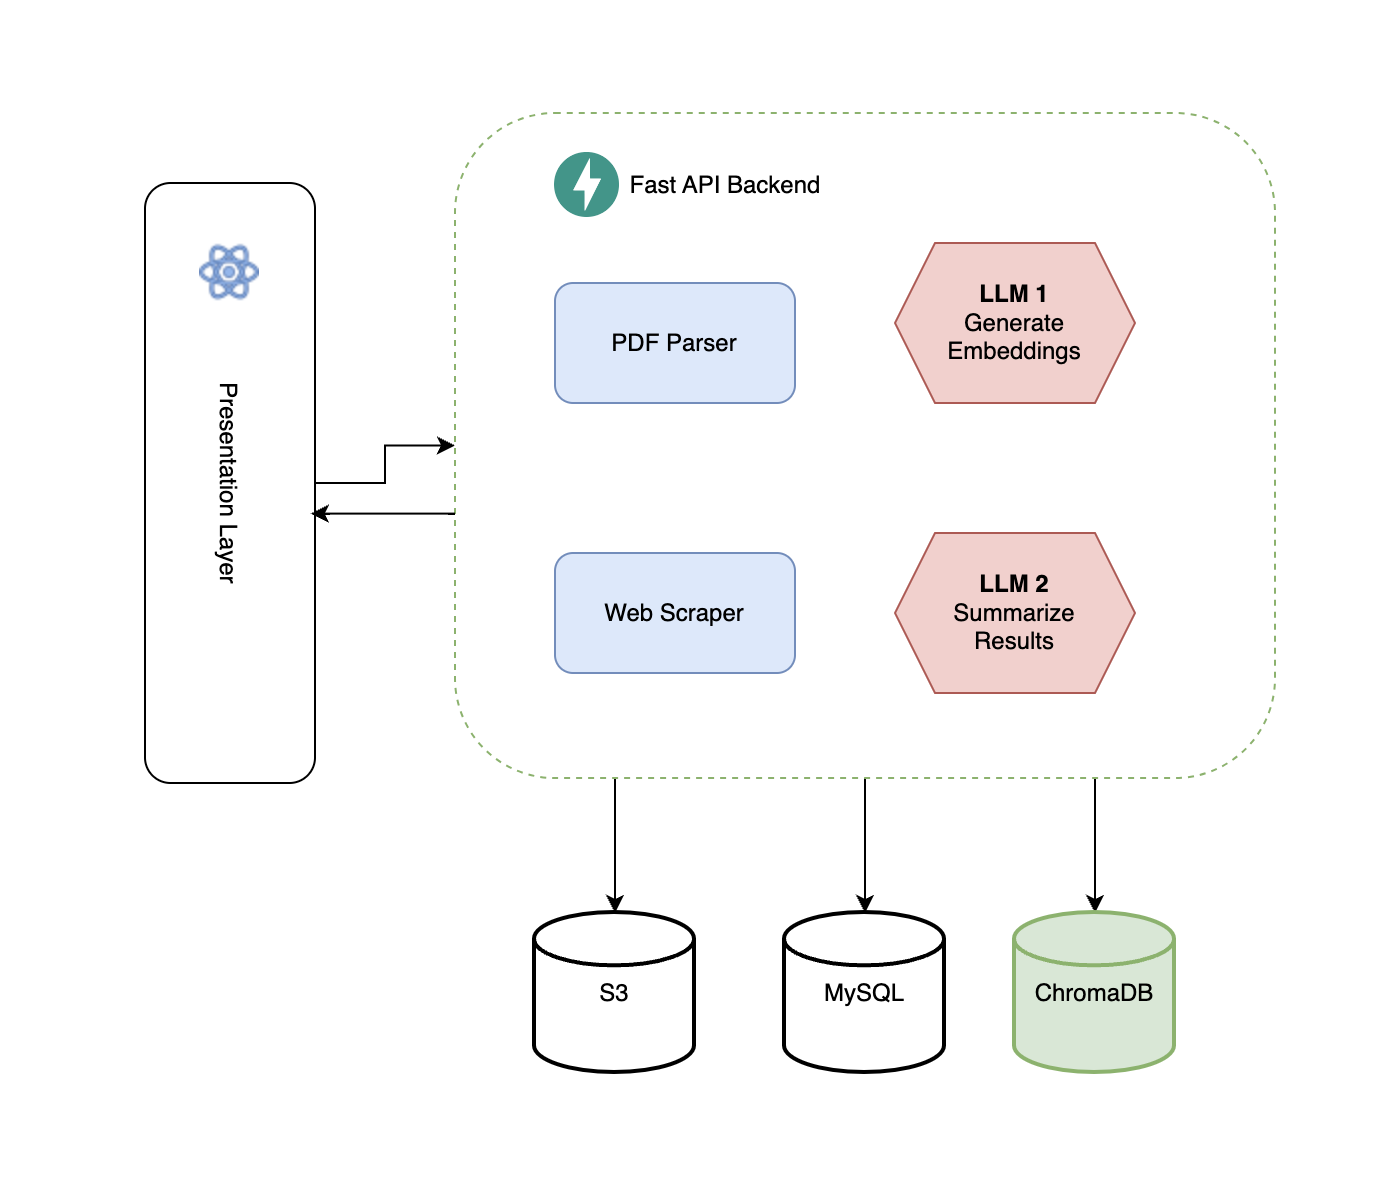 Fast API Backend
Presentation Layer
PDF Parser
LLM 1
Generate
Embeddings
Web Scraper
LLM 2
Summarize
Results
S3
MySQL
ChromaDB